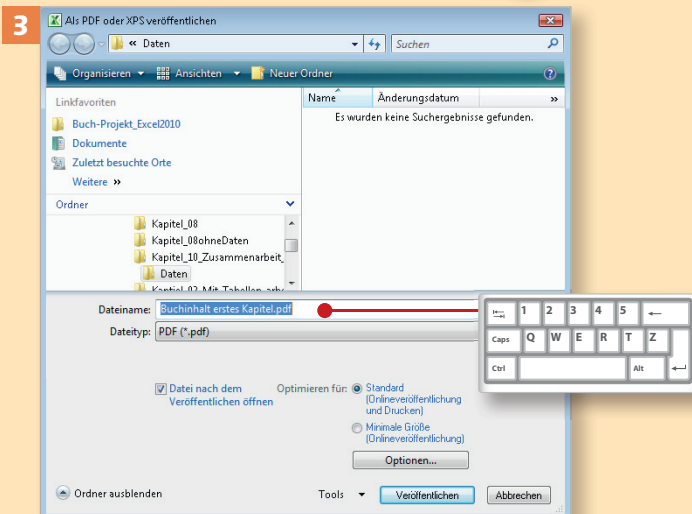 3
Als PDF oder XPS veröffentlichen
« Daten
Suchen
Organisieren
Ansichten
Neuer Ordner
Linkfavoriten
Name
Änderungsdatum
»
Es wurden keine Suchergebnisse gefunden.
Buch-Projekt_Excel2010
Dokumente
Zuletzt besuchte Orte
Weitere »
Ordner
Kapitel_08
Kapitel_08ohneDaten
Kapitel_10_Zusammenarbeit_
Daten
Kapitel_02_Mit_Tabellen_arbe
Dateiname: Buchinhalt erstes Kapitel.pdf
Dateityp: PDF (*.pdf)
1 2 3 4 5
Caps Q W E R T Z
Ctrl Alt
Datei nach dem
Veröffentlichen öffnen
Optimieren für:
Standard
(Onlineveröffentlichung
und Drucken)
Minimale Größe
(Onlineveröffentlichung)
Optionen...
Ordner ausblenden
Tools
Veröffentlichen
Abbrechen